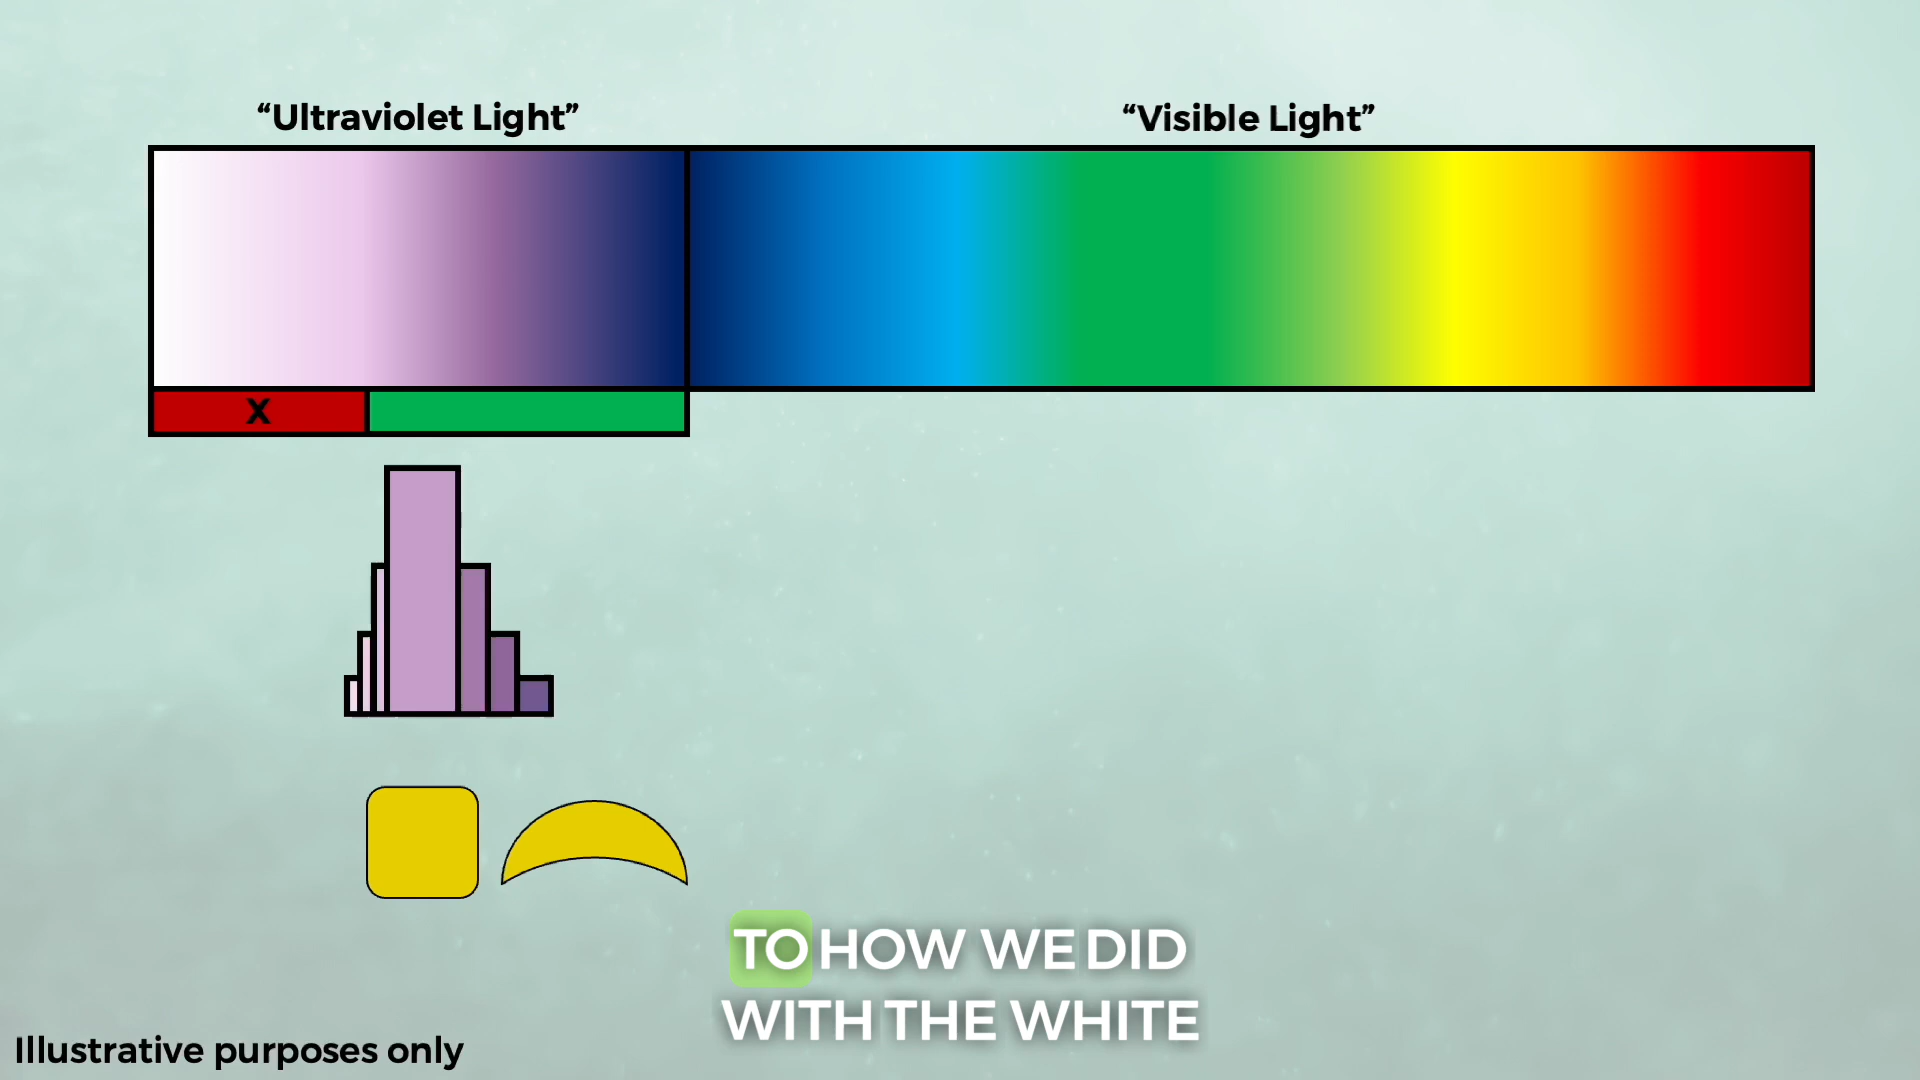 “Ultraviolet Light”
“Visible Light”
X
TO HOW WE DID
WITH THE WHITE
Illustrative purposes only